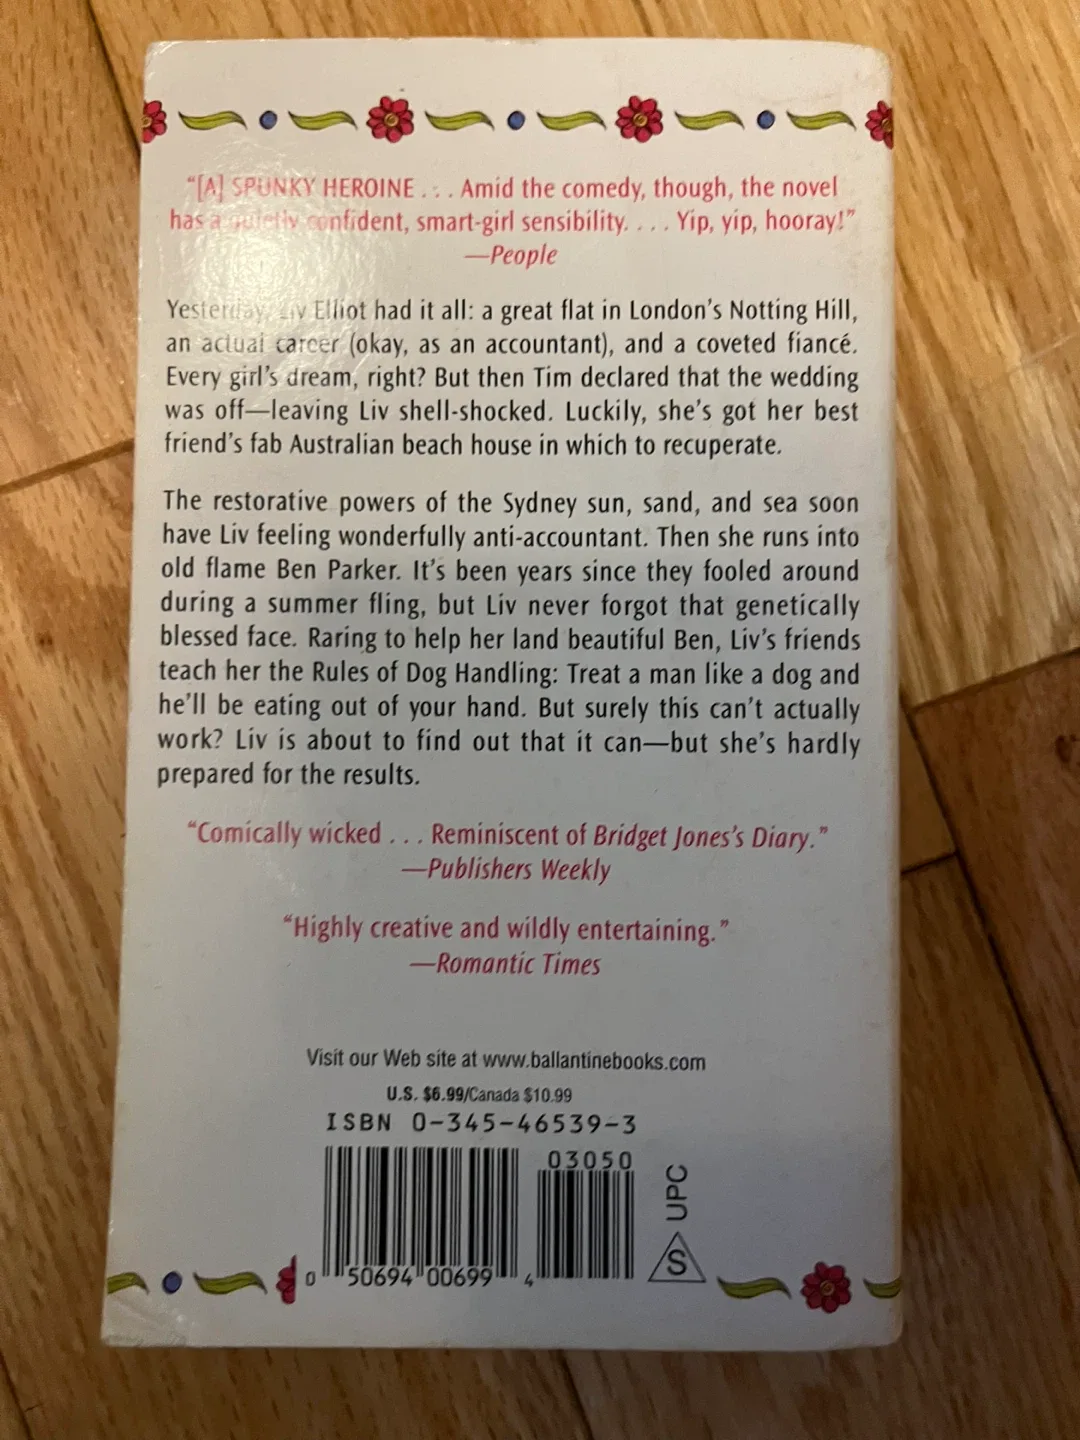 “[A] SPUNKY HEROINE . . . Amid the comedy, though, the novel
has a quietly confident, smart-girl sensibility. . . . Yip, yip, hooray!”
—People
Yesterday, Liv Elliot had it all: a great flat in London’s Notting Hill,
an actual career (okay, as an accountant), and a coveted fiancé.
Every girl’s dream, right? But then Tim declared that the wedding
was off—leaving Liv shell-shocked. Luckily, she’s got her best
friend’s fab Australian beach house in which to recuperate.
The restorative powers of the Sydney sun, sand, and sea soon
have Liv feeling wonderfully anti-accountant. Then she runs into
old flame Ben Parker. It’s been years since they fooled around
during a summer fling, but Liv never forgot that genetically
blessed face. Raring to help her land beautiful Ben, Liv’s friends
teach her the Rules of Dog Handling: Treat a man like a dog and
he’ll be eating out of your hand. But surely this can’t actually
work? Liv is about to find out that it can—but she’s hardly
prepared for the results.
“Comically wicked . . . Reminiscent of Bridget Jones’s Diary.”
—Publishers Weekly
“Highly creative and wildly entertaining.”
—Romantic Times
Visit our Web site at www.ballantinebooks.com
U.S. $6.99/Canada $10.99
ISBN 0-345-46539-3
03050
0 50694 00699 4
S UPC